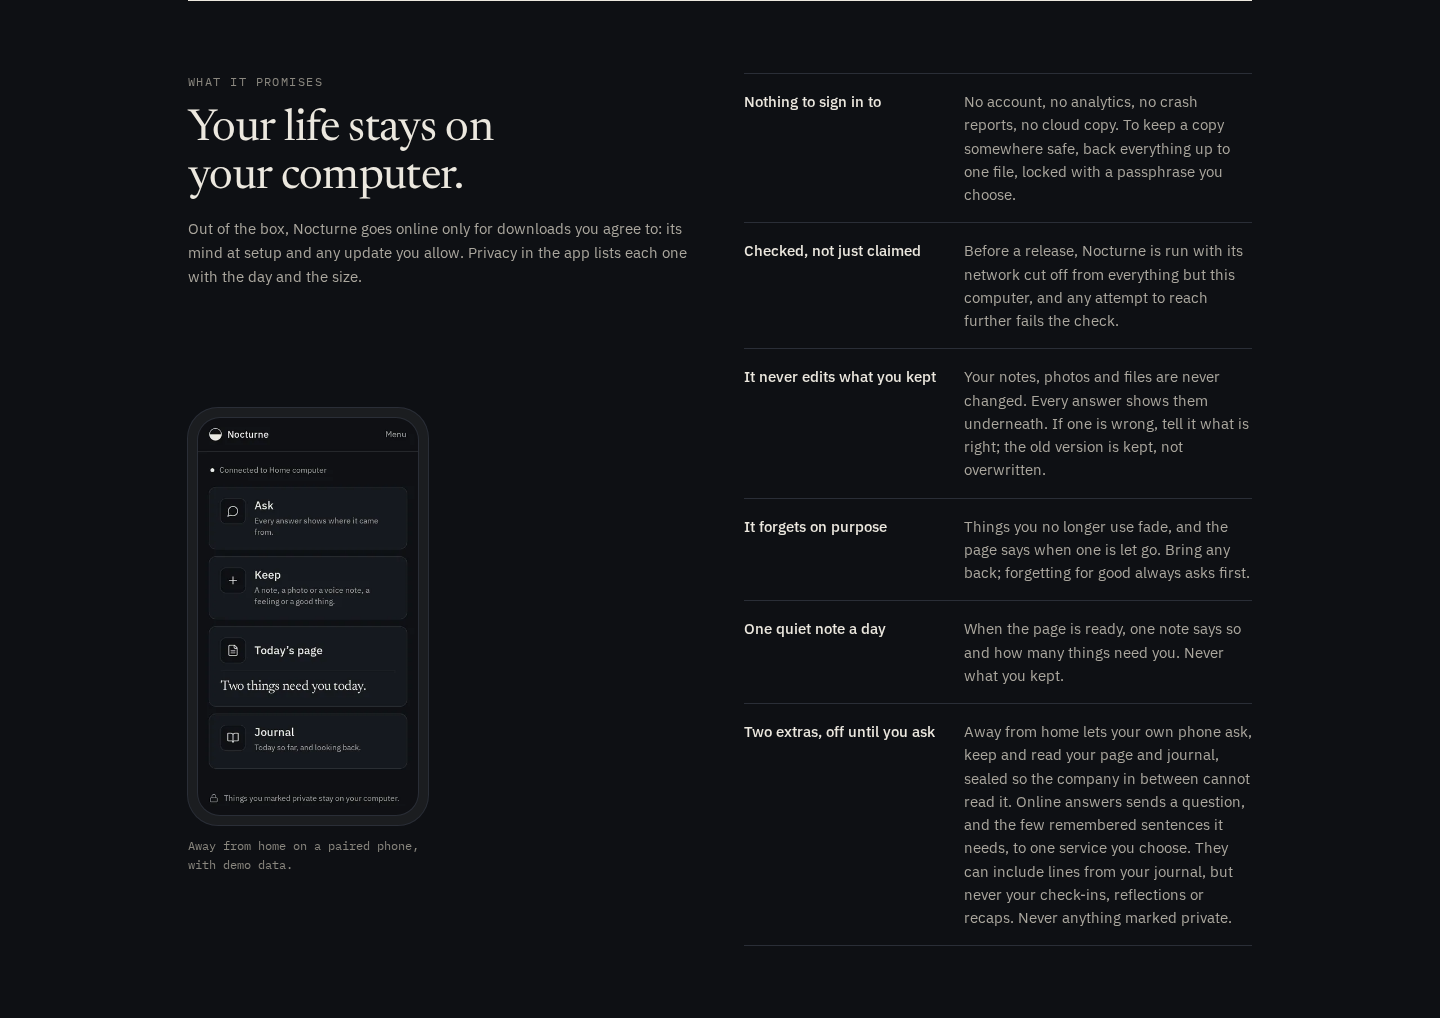 WHAT IT PROMISES
Your life stays on
your computer.
Out of the box, Nocturne goes online only for downloads you agree to: its
mind at setup and any update you allow. Privacy in the app lists each one
with the day and the size.
Nocturne
Menu
Connected to Home computer
Ask
Every answer shows where it came
from.
Keep
A note, a photo or a voice note, a
feeling or a good thing.
Today's page
Two things need you today.
Journal
Today so far, and looking back.
Things you marked private stay on your computer.
Away from home on a paired phone,
with demo data.
Nothing to sign in to
No account, no analytics, no crash
reports, no cloud copy. To keep a copy
somewhere safe, back everything up to
one file, locked with a passphrase you
choose.
Checked, not just claimed
Before a release, Nocturne is run with its
network cut off from everything but this
computer, and any attempt to reach
further fails the check.
It never edits what you kept
Your notes, photos and files are never
changed. Every answer shows them
underneath. If one is wrong, tell it what is
right; the old version is kept, not
overwritten.
It forgets on purpose
Things you no longer use fade, and the
page says when one is let go. Bring any
back; forgetting for good always asks first.
One quiet note a day
When the page is ready, one note says so
and how many things need you. Never
what you kept.
Two extras, off until you ask
Away from home lets your own phone ask,
keep and read your page and journal,
sealed so the company in between cannot
read it. Online answers sends a question,
and the few remembered sentences it
needs, to one service you choose. They
can include lines from your journal, but
never your check-ins, reflections or
recaps. Never anything marked private.